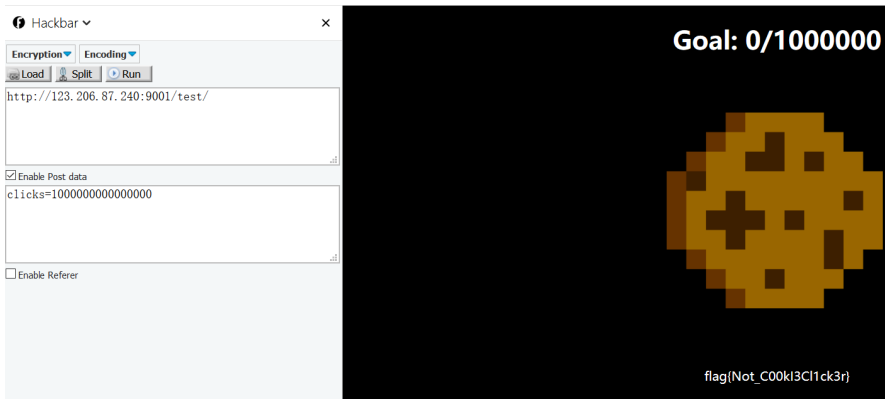 Hackbar
Encryption Encoding
Load Split Run
http://123.206.87.240:9001/test/
Enable Post data
clicks=1000000000000000
Enable Referer
Goal: 0/1000000
flag{Not_C00kI3Cl1ck3r}